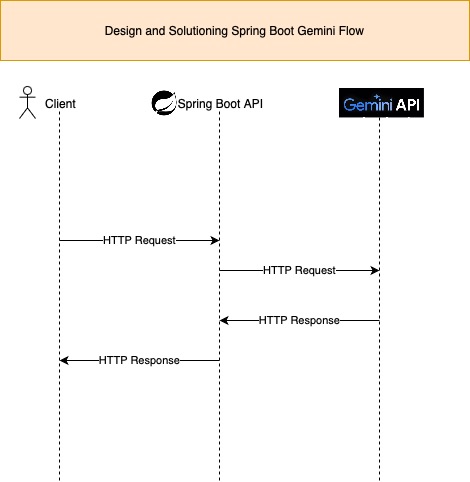 Design and Solutioning Spring Boot Gemini Flow
Client
Spring Boot API
Gemini API
HTTP Request
HTTP Request
HTTP Response
HTTP Response